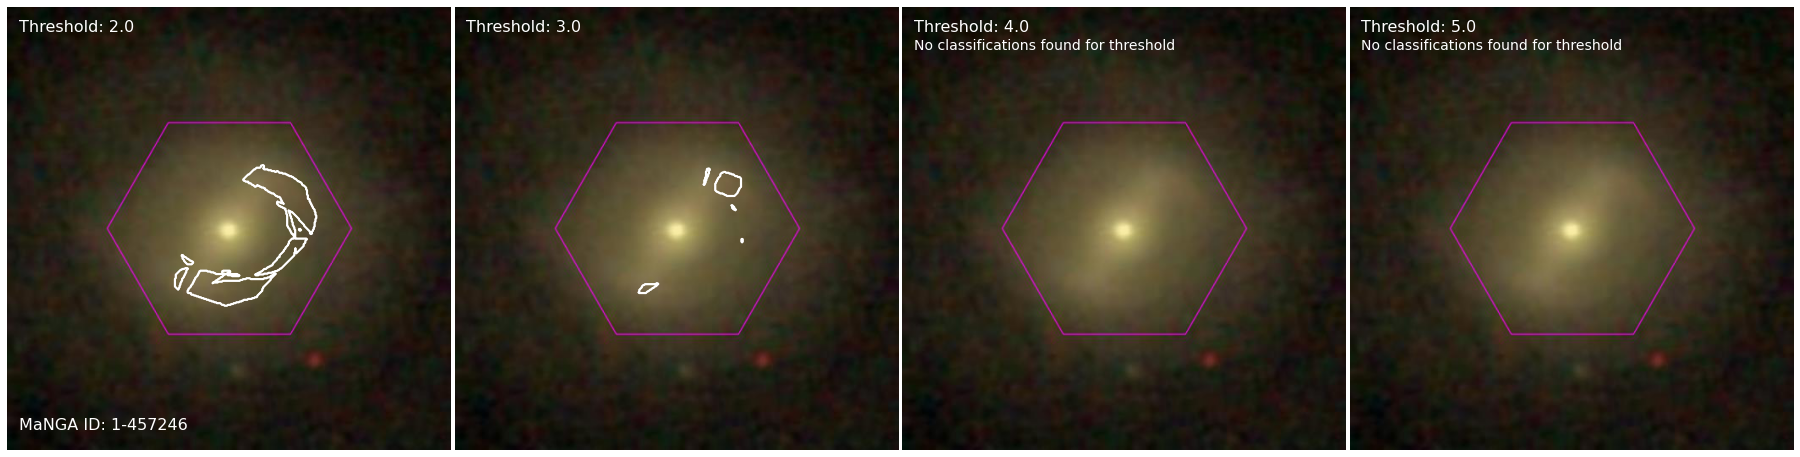 Threshold: 2.0
MaNGA ID: 1-457246
Threshold: 3.0
Threshold: 4.0
No classifications found for threshold
Threshold: 5.0
No classifications found for threshold